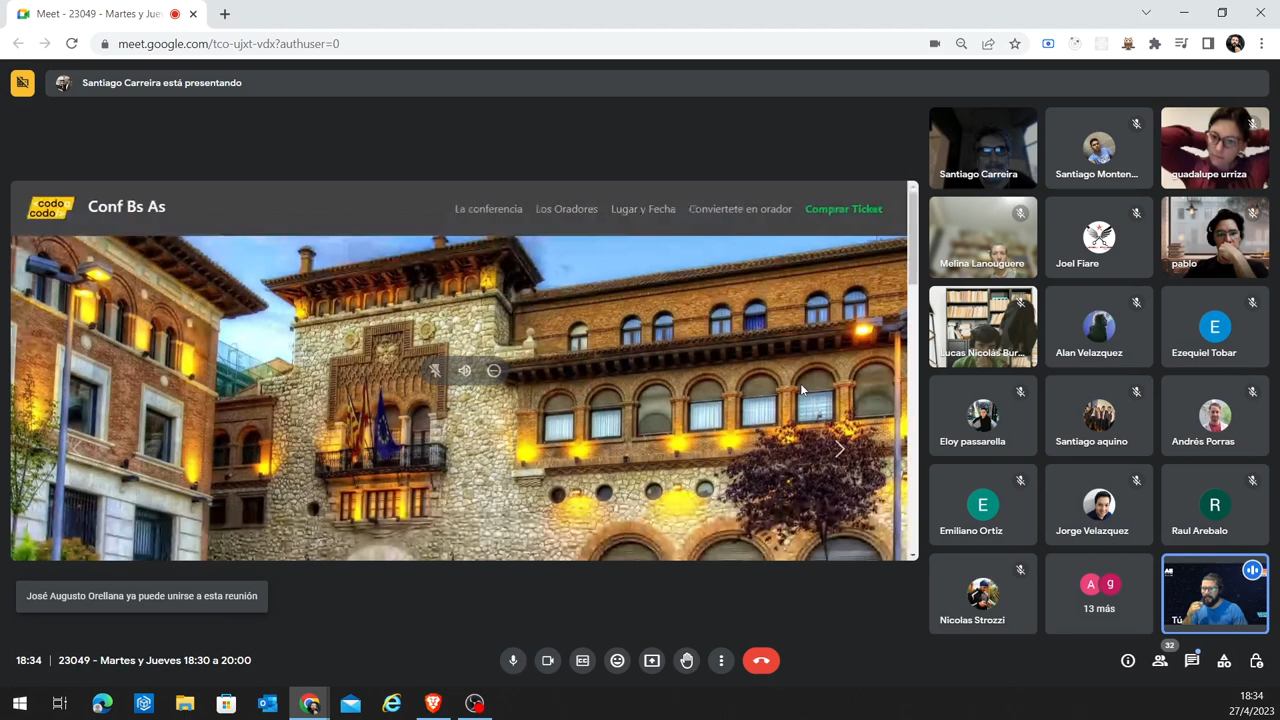 Meet - 23049 - Martes y Juev
meet.google.com/tco-ujxt-vdx?authuser=0
Santiago Carreira está presentando
codo a
codo
Conf Bs As
La conferencia
Los Oradores
Lugar y Fecha
Conviertete en orador
Comprar Ticket
Santiago Carreira
Santiago Monten...
guadalupe urriza
Melina Lanouguere
Joel Fiare
pablo
Lucas Nicolás Bur...
Alan Velazquez
E
Ezequiel Tobar
Eloy passarella
Santiago aquino
Andrés Porras
E
Emiliano Ortiz
Jorge Velazquez
R
Raul Arebalo
Nicolas Strozzi
A
g
13 más
Tú
José Augusto Orellana ya puede unirse a esta reunión
18:34
23049 - Martes y Jueves 18:30 a 20:00
32
18:34
27/4/2023